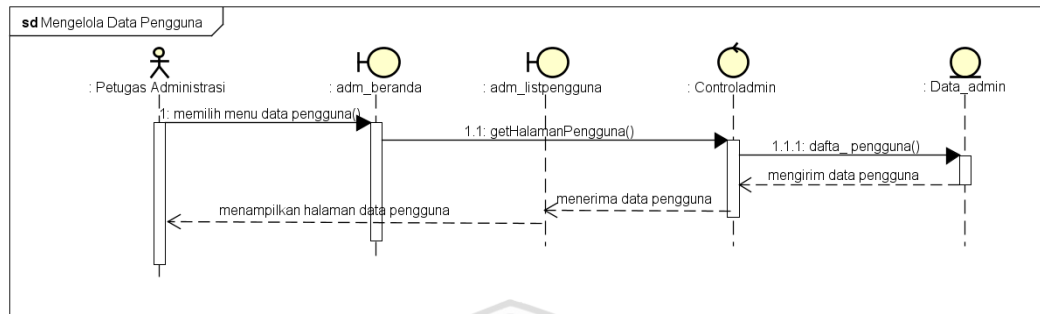 sd Mengelola Data Pengguna
: Petugas Administrasi
: adm_beranda
: adm_listpengguna
: Controladmin
: Data_admin
1: memilih menu data pengguna()
1.1: getHalamanPengguna()
1.1.1: dafta_ pengguna()
mengirim data pengguna
menerima data pengguna
menampilkan halaman data pengguna